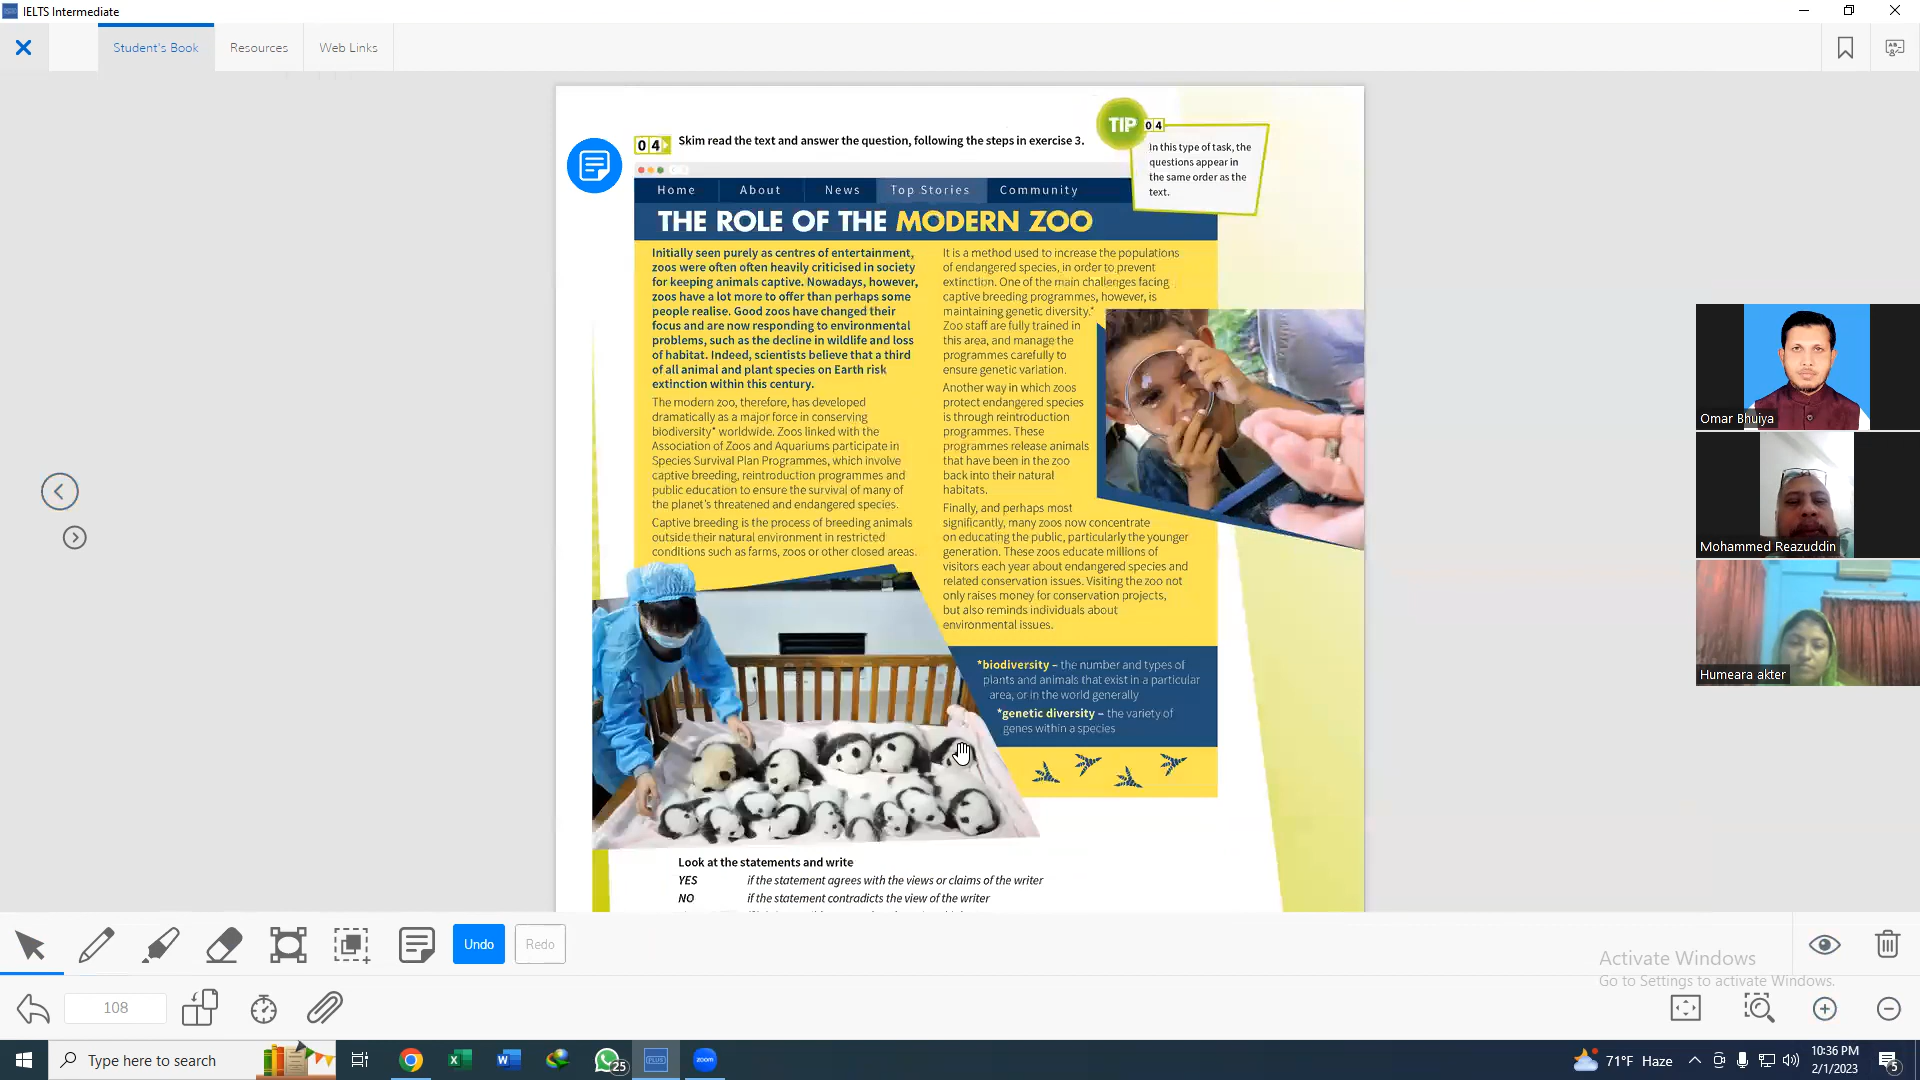 IELTS Intermediate
Student's Book
Resources
Web Links
04
Skim read the text and answer the question, following the steps in exercise 3.
TIP 04
In this type of task, the
questions appear in
the same order as the
text.
Home
About
News
Top Stories
Community
THE ROLE OF THE MODERN ZOO
Initially seen purely as centres of entertainment,
zoos were often often heavily criticised in society
for keeping animals captive. Nowadays, however,
zoos have a lot more to offer than perhaps some
people realise. Good zoos have changed their
focus and are now responding to environmental
problems, such as the decline in wildlife and loss
of habitat. Indeed, scientists believe that a third
of all animal and plant species on Earth risk
extinction within this century.
The modern zoo, therefore, has developed
dramatically as a major force in conserving
biodiversity* worldwide. Zoos linked with the
Association of Zoos and Aquariums participate in
Species Survival Plan Programmes, which involve
captive breeding, reintroduction programmes and
public education to ensure the survival of many of
the planet's threatened and endangered species.
Captive breeding is the process of breeding animals
outside their natural environment in restricted
conditions such as farms, zoos or other closed areas.
It is a method used to increase the populations
of endangered species, in order to prevent
extinction. One of the main challenges facing
captive breeding programmes, however, is
maintaining genetic diversity.*
Zoo staff are fully trained in
this area, and manage the
programmes carefully to
ensure genetic variation.
Another way in which zoos
protect endangered species
is through reintroduction
programmes. These
programmes release animals
that have been in the zoo
back into their natural
habitats.
Finally, and perhaps most
significantly, many zoos now concentrate
on educating the public, particularly the younger
generation. These zoos educate millions of
visitors each year about endangered species and
related conservation issues. Visiting the zoo not
only raises money for conservation projects,
but also reminds individuals about
environmental issues.
*biodiversity – the number and types of
plants and animals that exist in a particular
area, or in the world generally
*genetic diversity – the variety of
genes within a species
Look at the statements and write
YES if the statement agrees with the views or claims of the writer
NO if the statement contradicts the view of the writer
Omar Bhuiya
Mohammed Reazuddin
Humeara akter
Undo
Redo
Activate Windows
Go to Settings to activate Windows.
108
Type here to search
25
zoom
71°F Haze
10:36 PM
2/1/2023
5